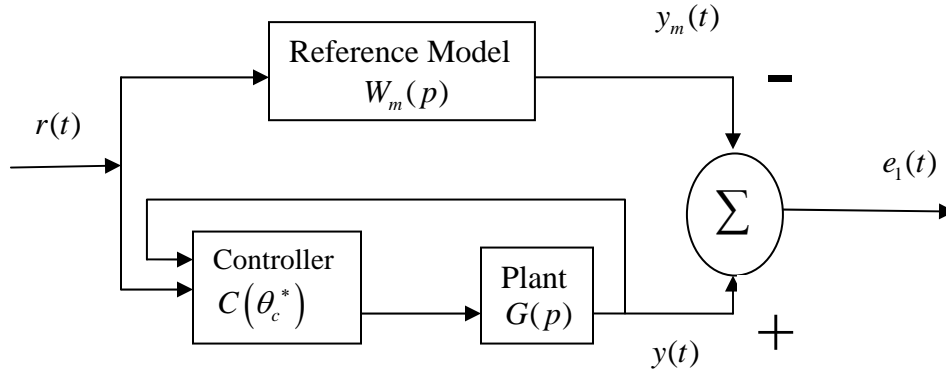 y_m(t)
Reference Model
W_m(p)
−
r(t)
e_1(t)
∑
Controller
C(θ_c^*)
Plant
G(p)
+
y(t)